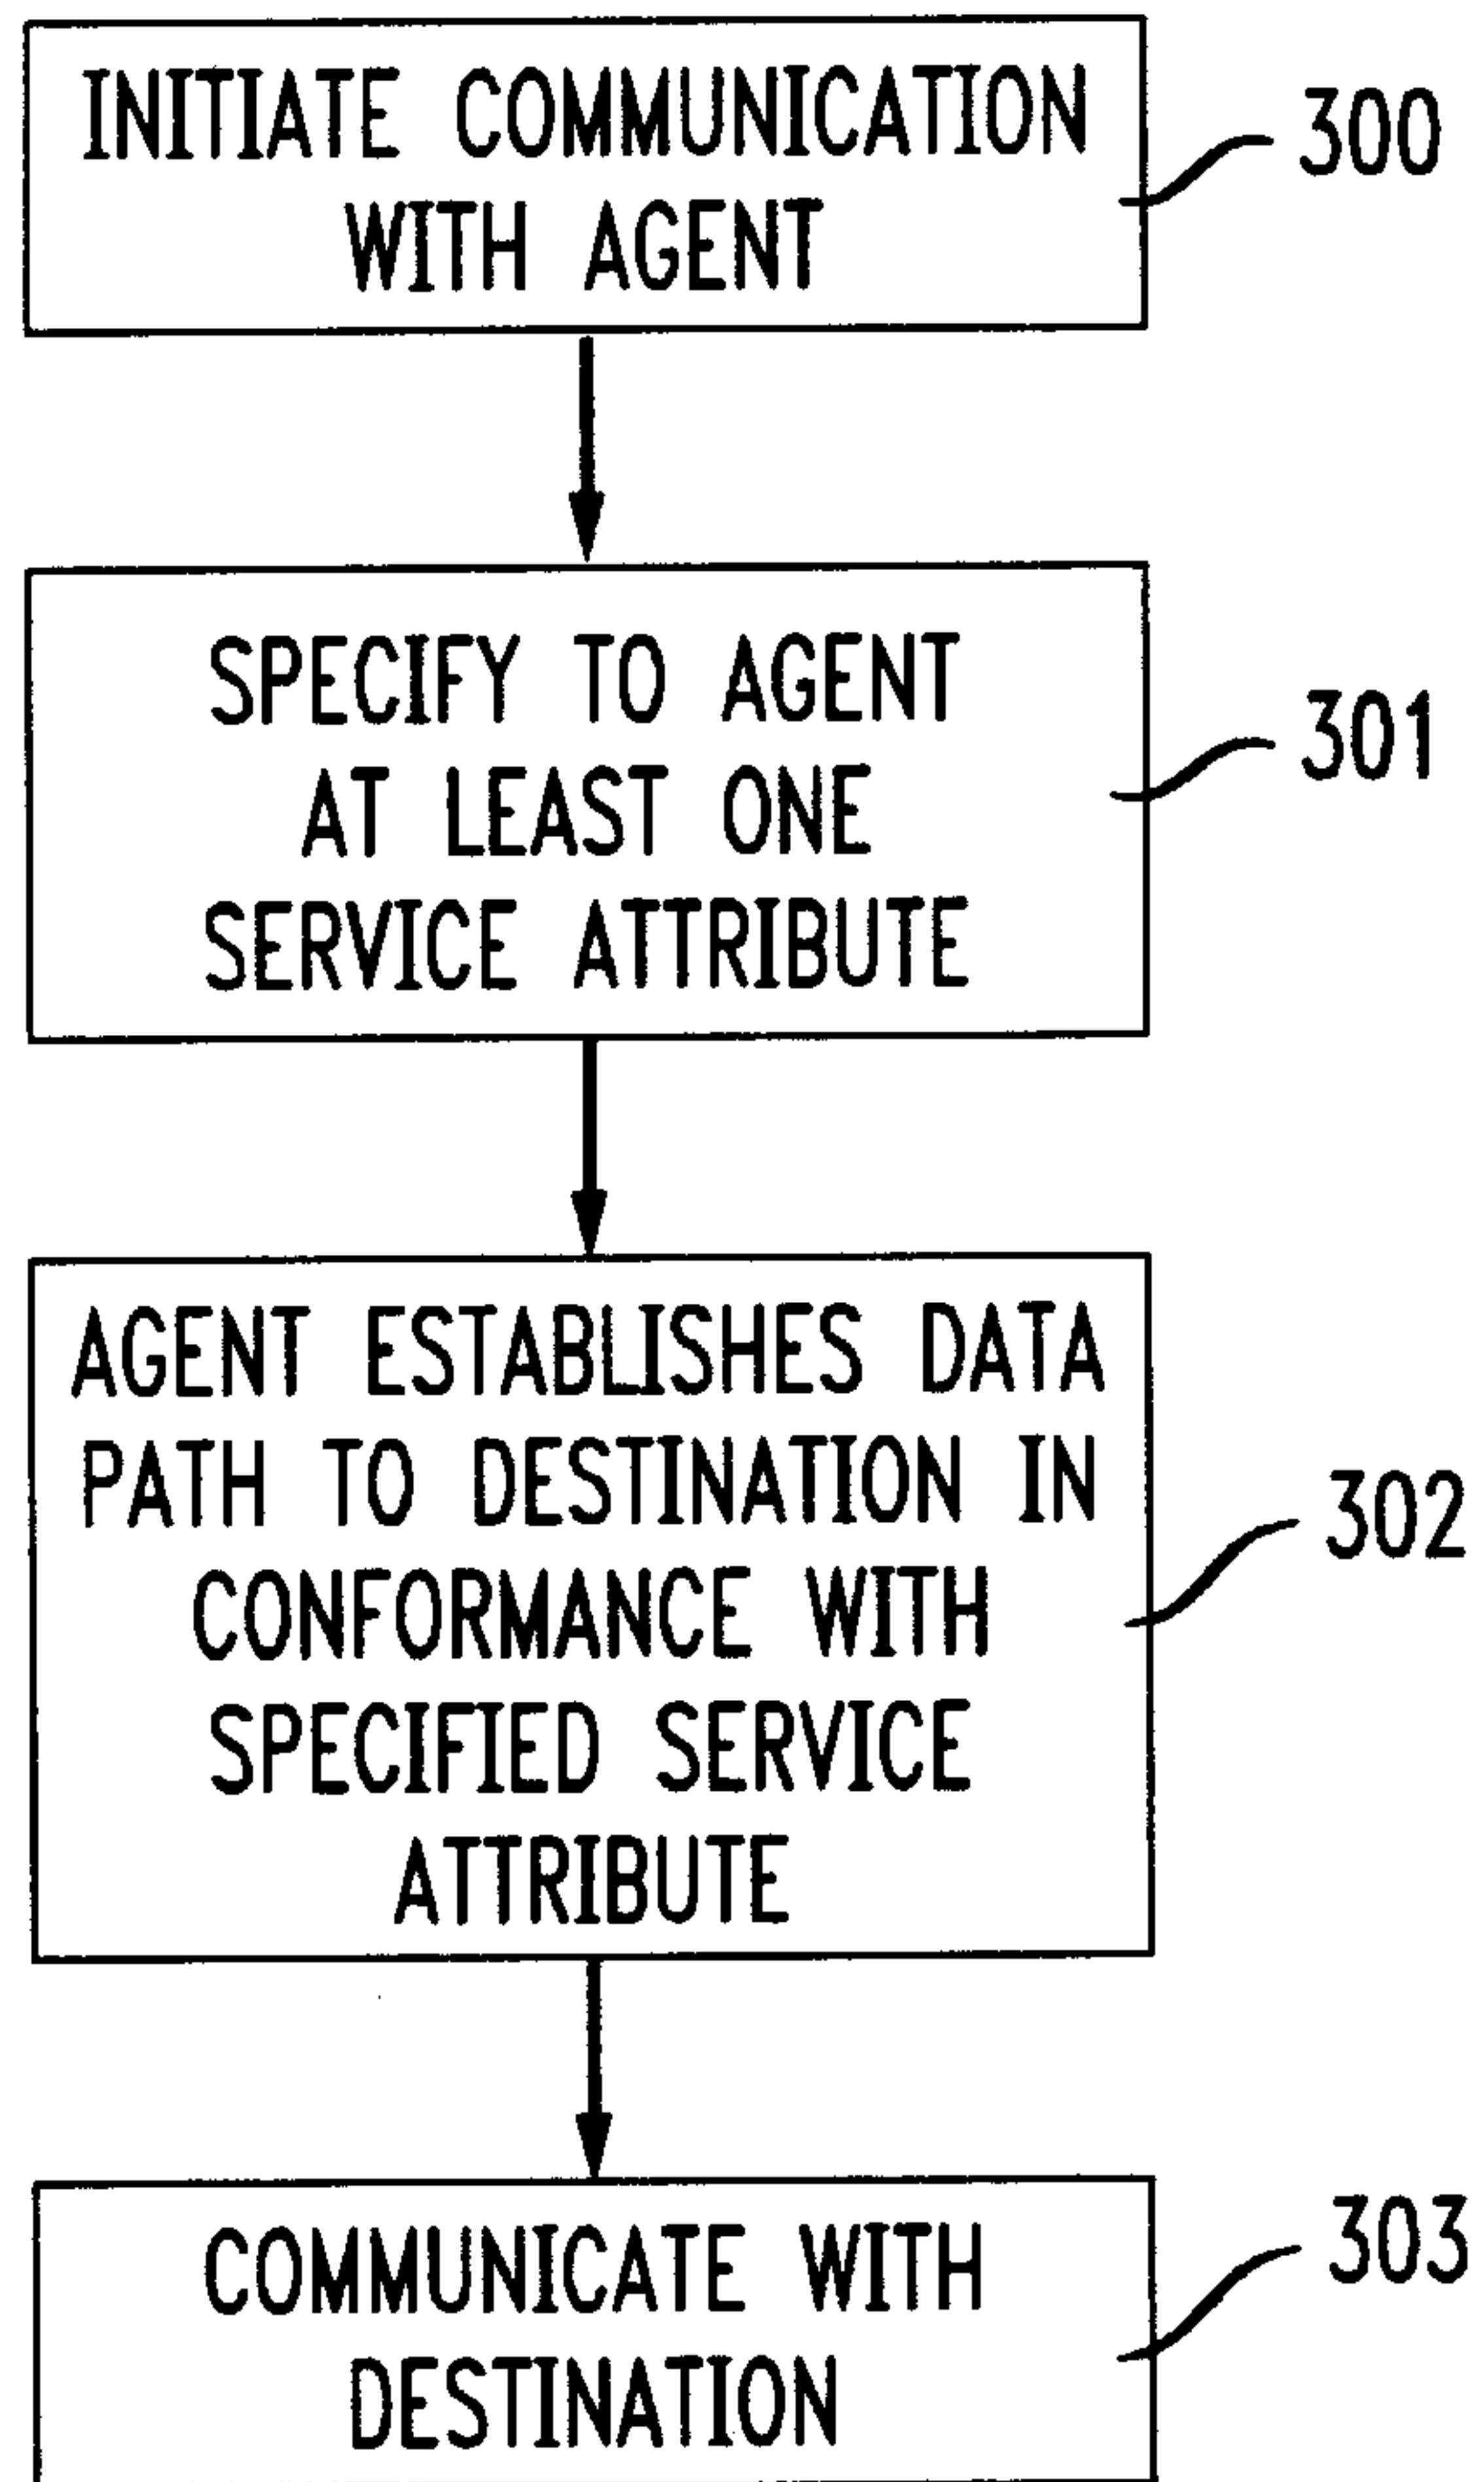 INITIATE COMMUNICATION
WITH AGENT
300
SPECIFY TO AGENT
AT LEAST ONE
SERVICE ATTRIBUTE
301
AGENT ESTABLISHES DATA
PATH TO DESTINATION IN
CONFORMANCE WITH
SPECIFIED SERVICE
ATTRIBUTE
302
COMMUNICATE WITH
DESTINATION
303